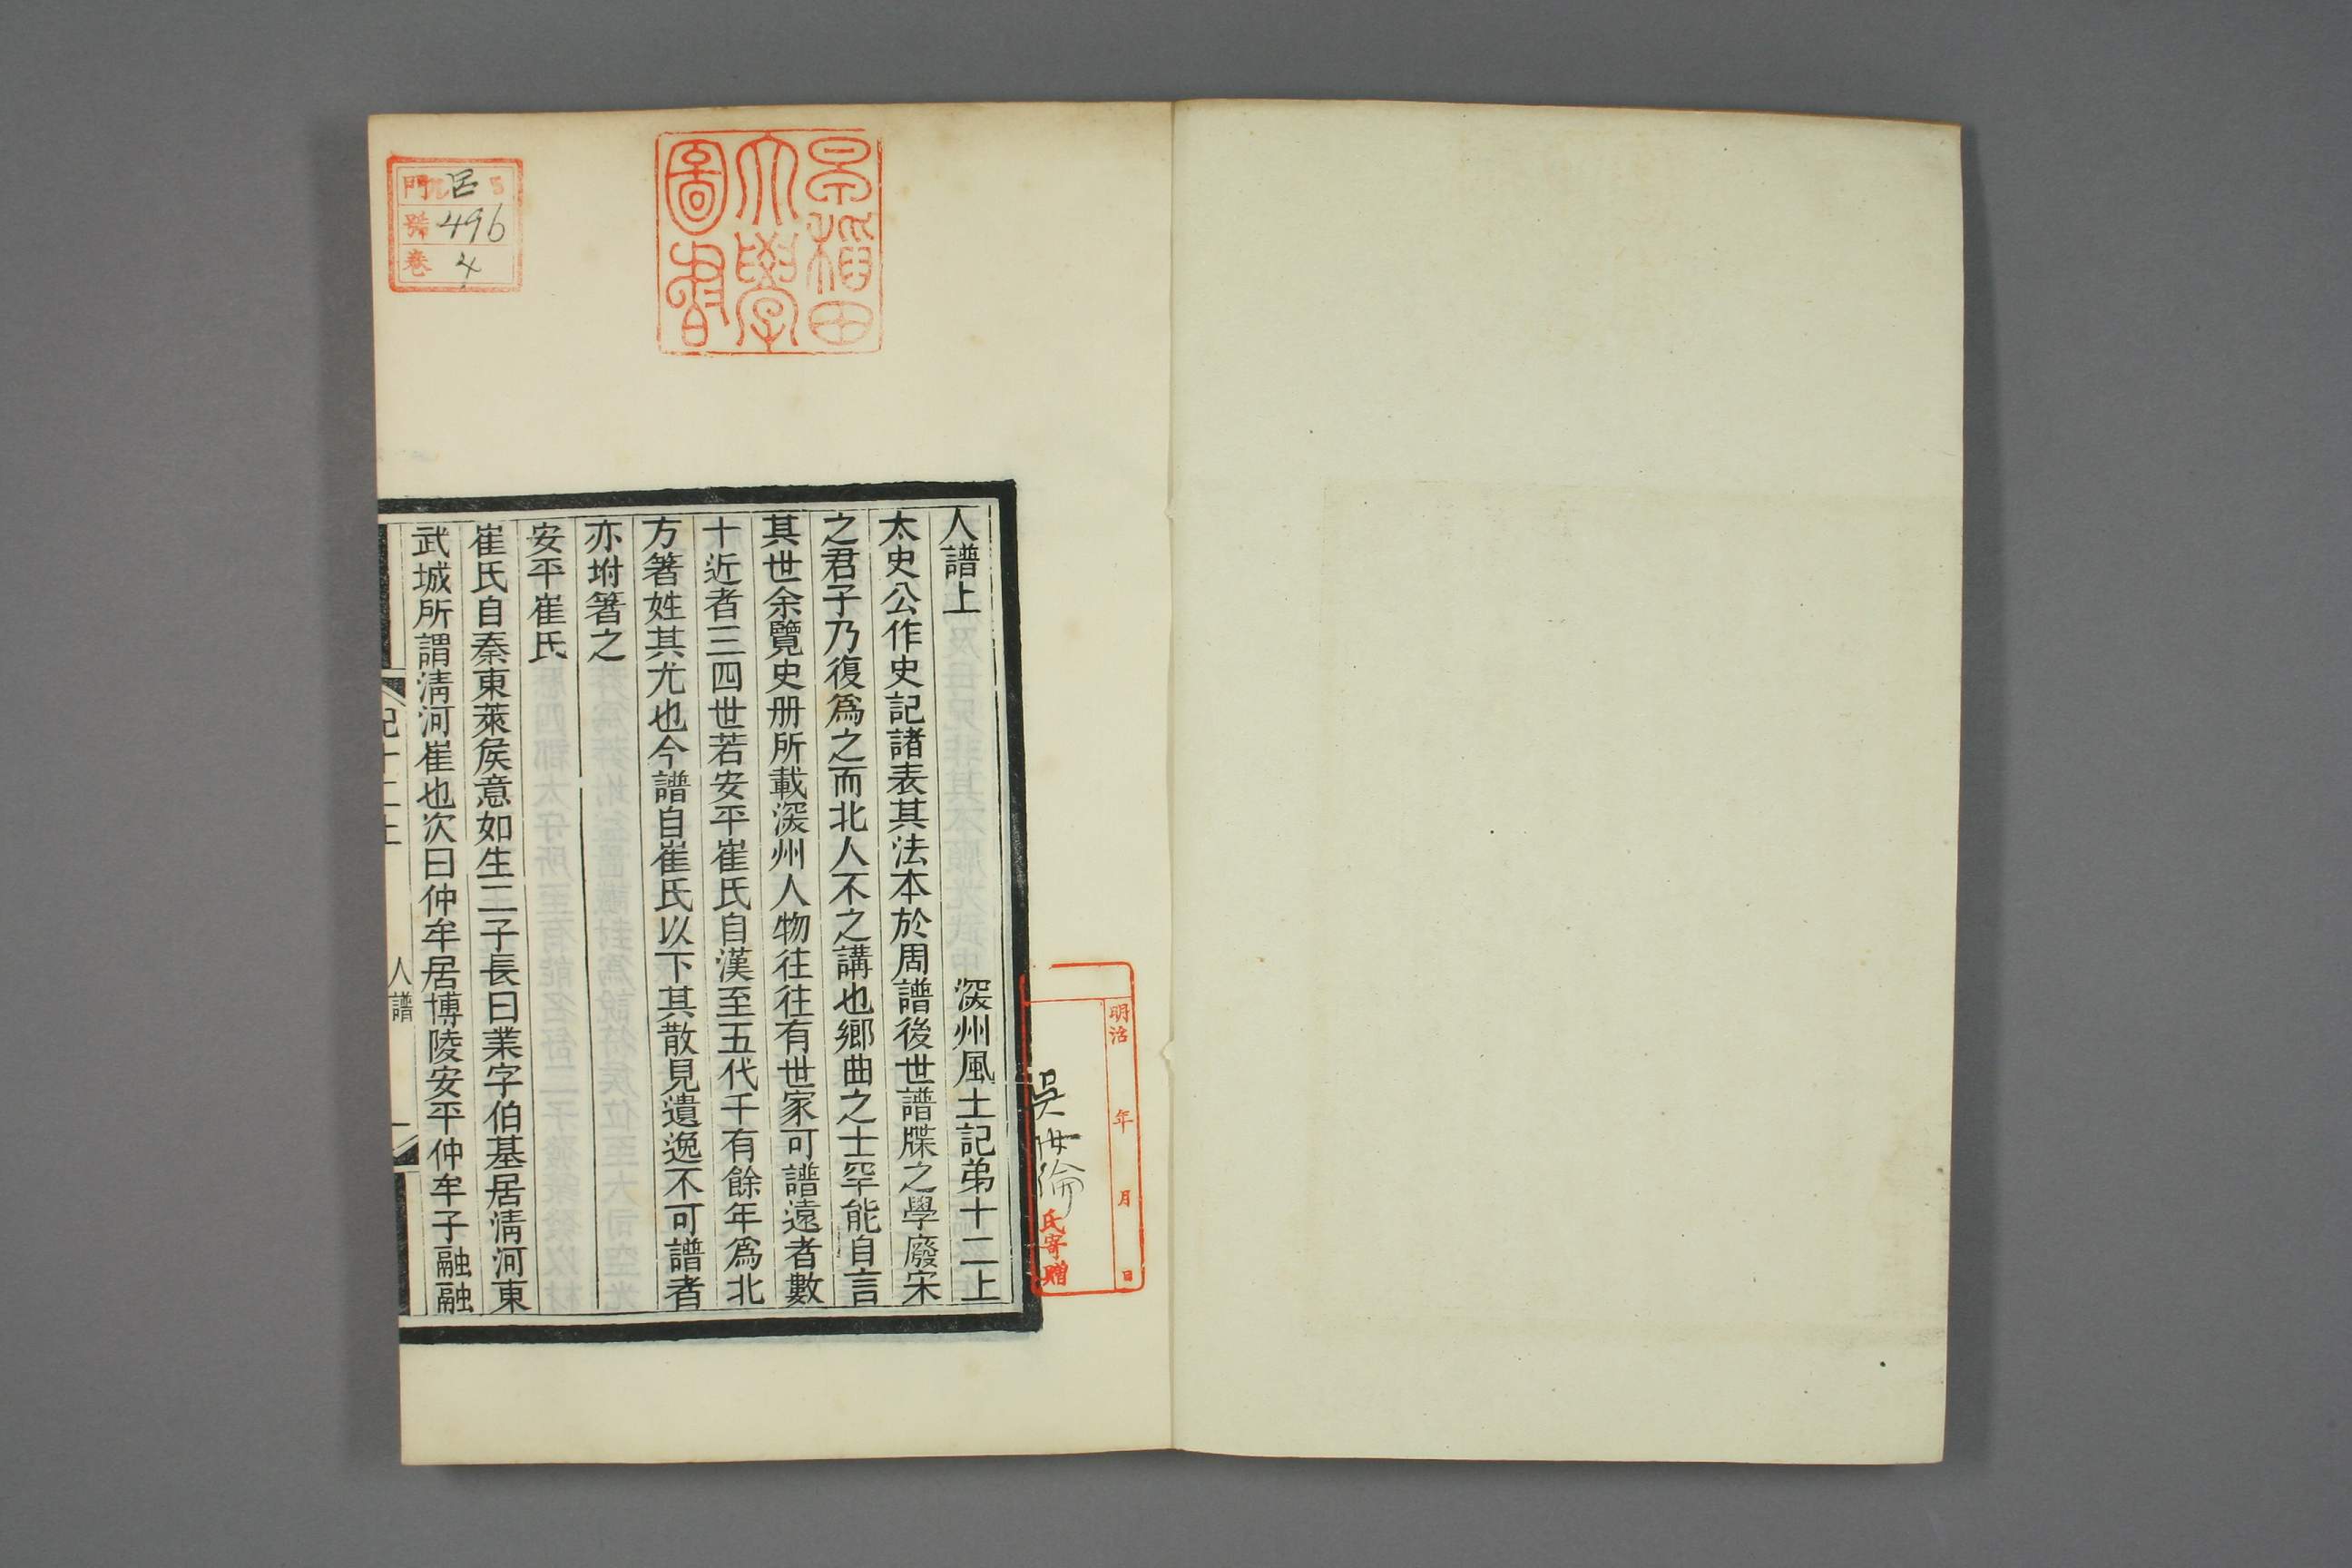 人譜上 深州風土記弟十二上
太史公作史記諸表其法本於周譜後世譜牒之學廢宋
之君子乃復爲之而北人不之講也鄉曲之士罕能自言
其世余覽史册所載深州人物往往有世家可譜遠者數
十近者三四世若安平崔氏自漢至五代千有餘年爲北
方箸姓其尤也今譜自崔氏以下其散見遺逸不可譜者
亦坿箸之
安平崔氏
崔氏自秦東萊侯意如生二子長曰業字伯基居淸河東
武城所謂淸河崔也次曰仲牟居博陵安平仲牟子融融
記十二上 人譜 一
早稲田
大學
圖書
門 呂 5
號 496
卷 4
明治 年 月 日
吳汝綸
氏寄贈